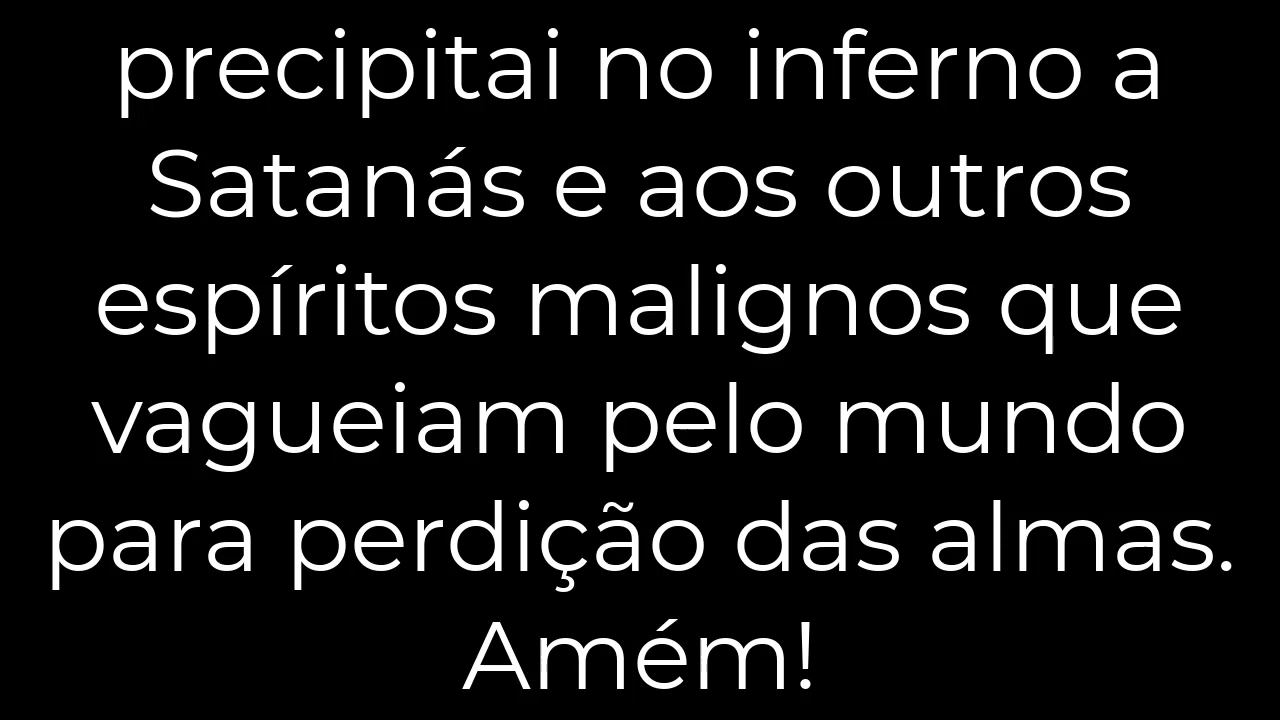 precipitai no inferno a
Satanás e aos outros
espíritos malignos que
vagueiam pelo mundo
para perdição das almas.
Amém!